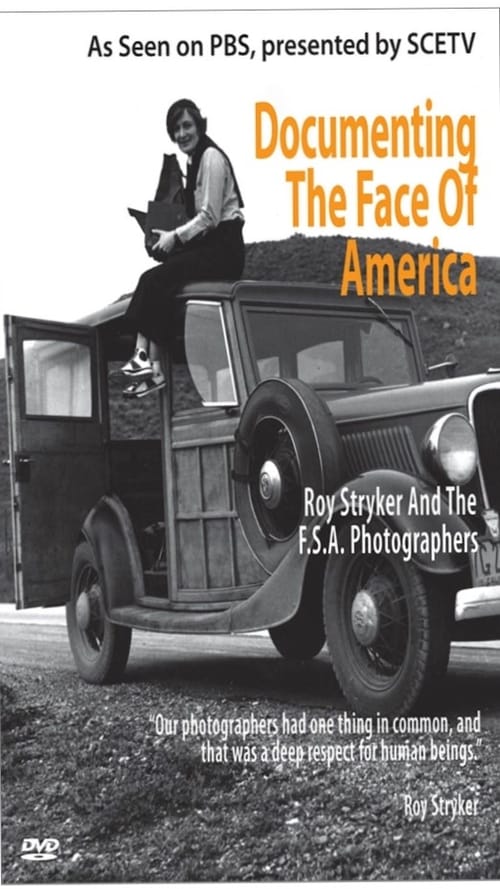 As Seen on PBS, presented by SCETV
Documenting
The Face Of
America
Roy Stryker And The
F.S.A. Photographers
"Our photographers had one thing in common, and
that was a deep respect for human beings."
Roy Stryker
DVD